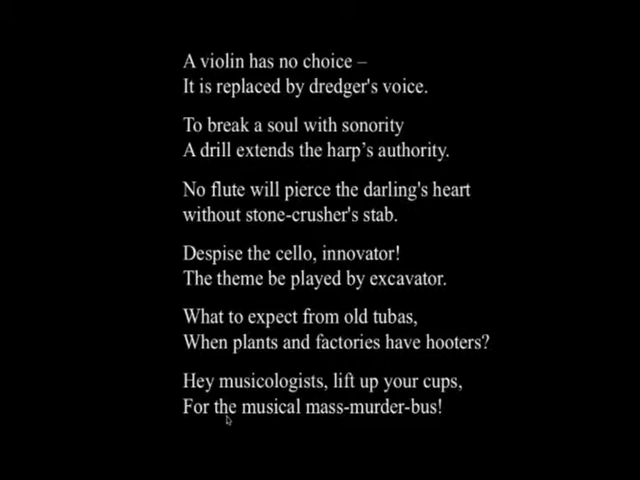 A violin has no choice –
It is replaced by dredger's voice.
To break a soul with sonority
A drill extends the harp’s authority.
No flute will pierce the darling's heart
without stone-crusher's stab.
Despise the cello, innovator!
The theme be played by excavator.
What to expect from old tubas,
When plants and factories have hooters?
Hey musicologists, lift up your cups,
For the musical mass-murder-bus!